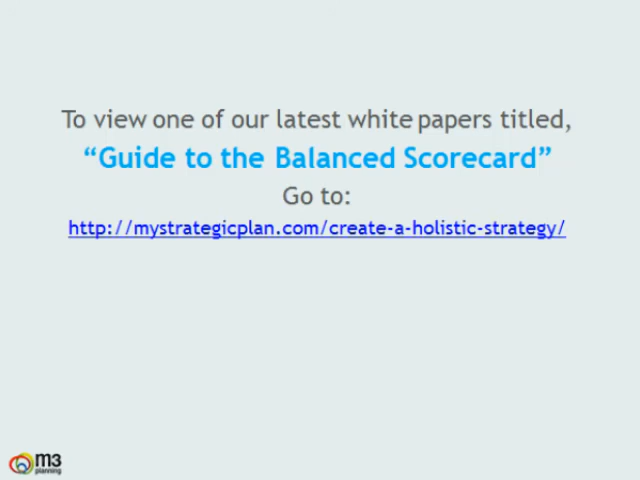 To view one of our latest white papers titled,
“Guide to the Balanced Scorecard”
Go to:
http://mystrategicplan.com/create-a-holistic-strategy/
m3
planning